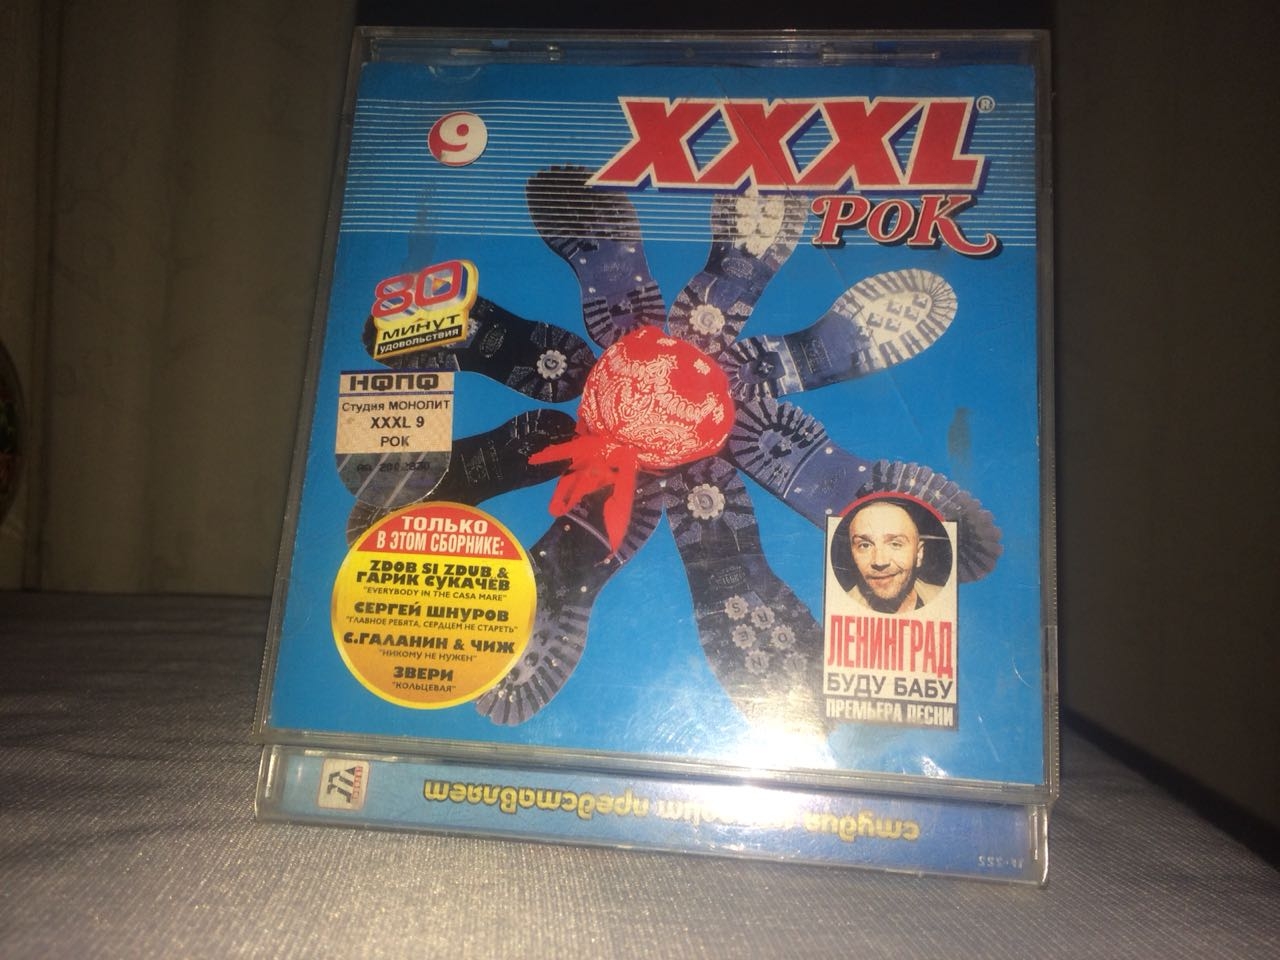 9
XXXL®
РОК
80
МИНУТ
УДОВОЛЬСТВИЯ
НФПФ
Студия МОНОЛИТ
XXXL 9
РОК
ТОЛЬКО
В ЭТОМ СБОРНИКЕ:
ZDOB SI ZDUB &
ГАРИК СУКАЧЕВ
"EVERYBODY IN THE CASA MARE"
СЕРГЕЙ ШНУРОВ
"ГЛАВНОЕ РЕБЯТА, СЕРДЦЕМ НЕ СТАРЕТЬ"
С.ГАЛАНИН & ЧИЖ
"НИКОМУ НЕ НУЖЕН"
ЗВЕРИ
"КОЛЬЦЕВАЯ"
ЛЕНИНГРАД
БУДУ БАБУ
ПРЕМЬЕРА ПЕСНИ
студия представляет